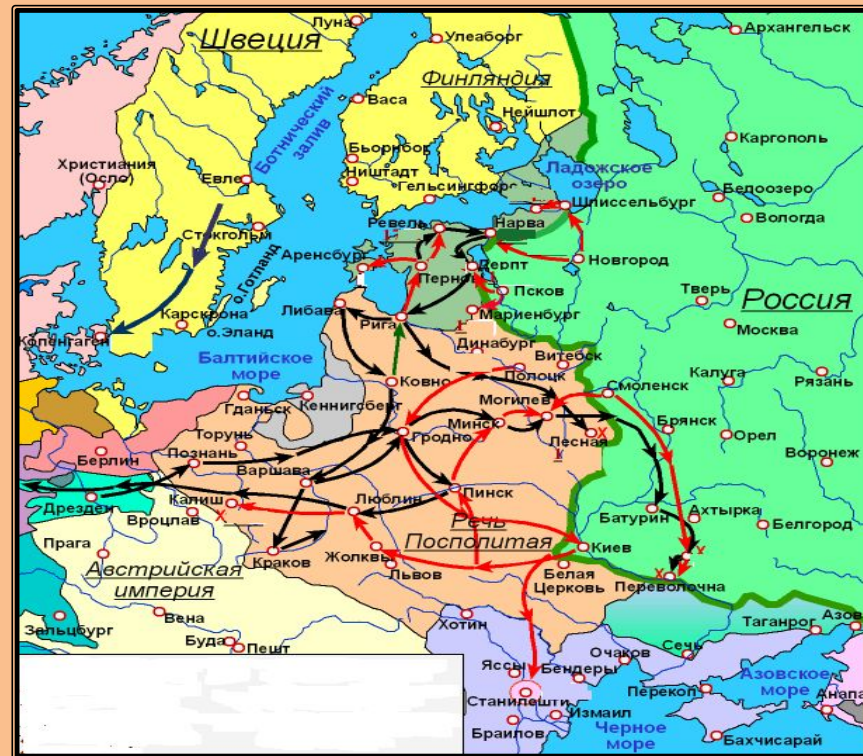 Луна
Архангельск
Швеция
Улеаборг
Финляндия
Васа
Нейшлот
Каргополь
Ботнический
залив
Бьорнборг
Христиания
(Осло)
Евле
Ништадт
Ладожское
озеро
Гельсингфорс
Шлиссельбург
Белоозеро
Вологда
Стокгольм
Ревель
Нарва
Аренсбург
о.Готланд
Пернов
Дерпт
Новгород
Псков
Тверь
Россия
Либава
Карскрона
о.Эланд
Рига
Мариенбург
Москва
Копенгаген
Динабург
Витебск
Балтийское
море
Ковно
Полоцк
Смоленск
Калуга
Рязань
Гданьск
Кеннигсберг
Могилев
Минск
Брянск
Торунь
Гродно
Лесная
Орел
Воронеж
Берлин
Познань
Варшава
Дрезден
Калиш
Люблин
Пинск
Вроцлав
Речь
Посполитая
Батурин
Ахтырка
Белгород
Прага
Краков
Жолквы
Львов
Киев
Белая
Церковь
Переволочна
Австрийская
империя
Вена
Зальцбург
Буда
Пешт
Хотин
Таганрог
Азов
Сечь
Очаков
Яссы
Бендеры
Перекоп
Азовское
море
Анапа
Станилешти
Измаил
Браилов
Черное
море
Бахчисарай